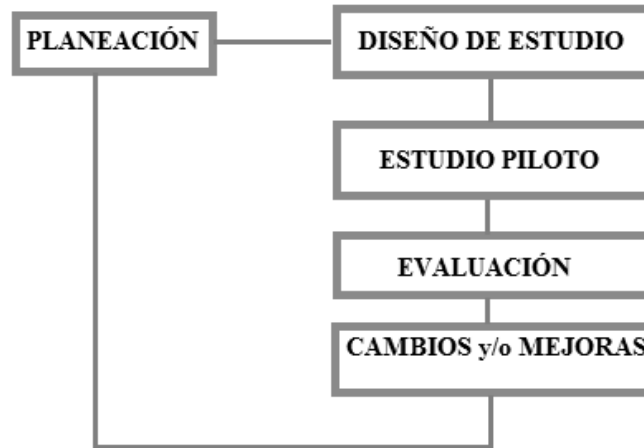 PLANEACIÓN
DISEÑO DE ESTUDIO
ESTUDIO PILOTO
EVALUACIÓN
CAMBIOS y/o MEJORAS